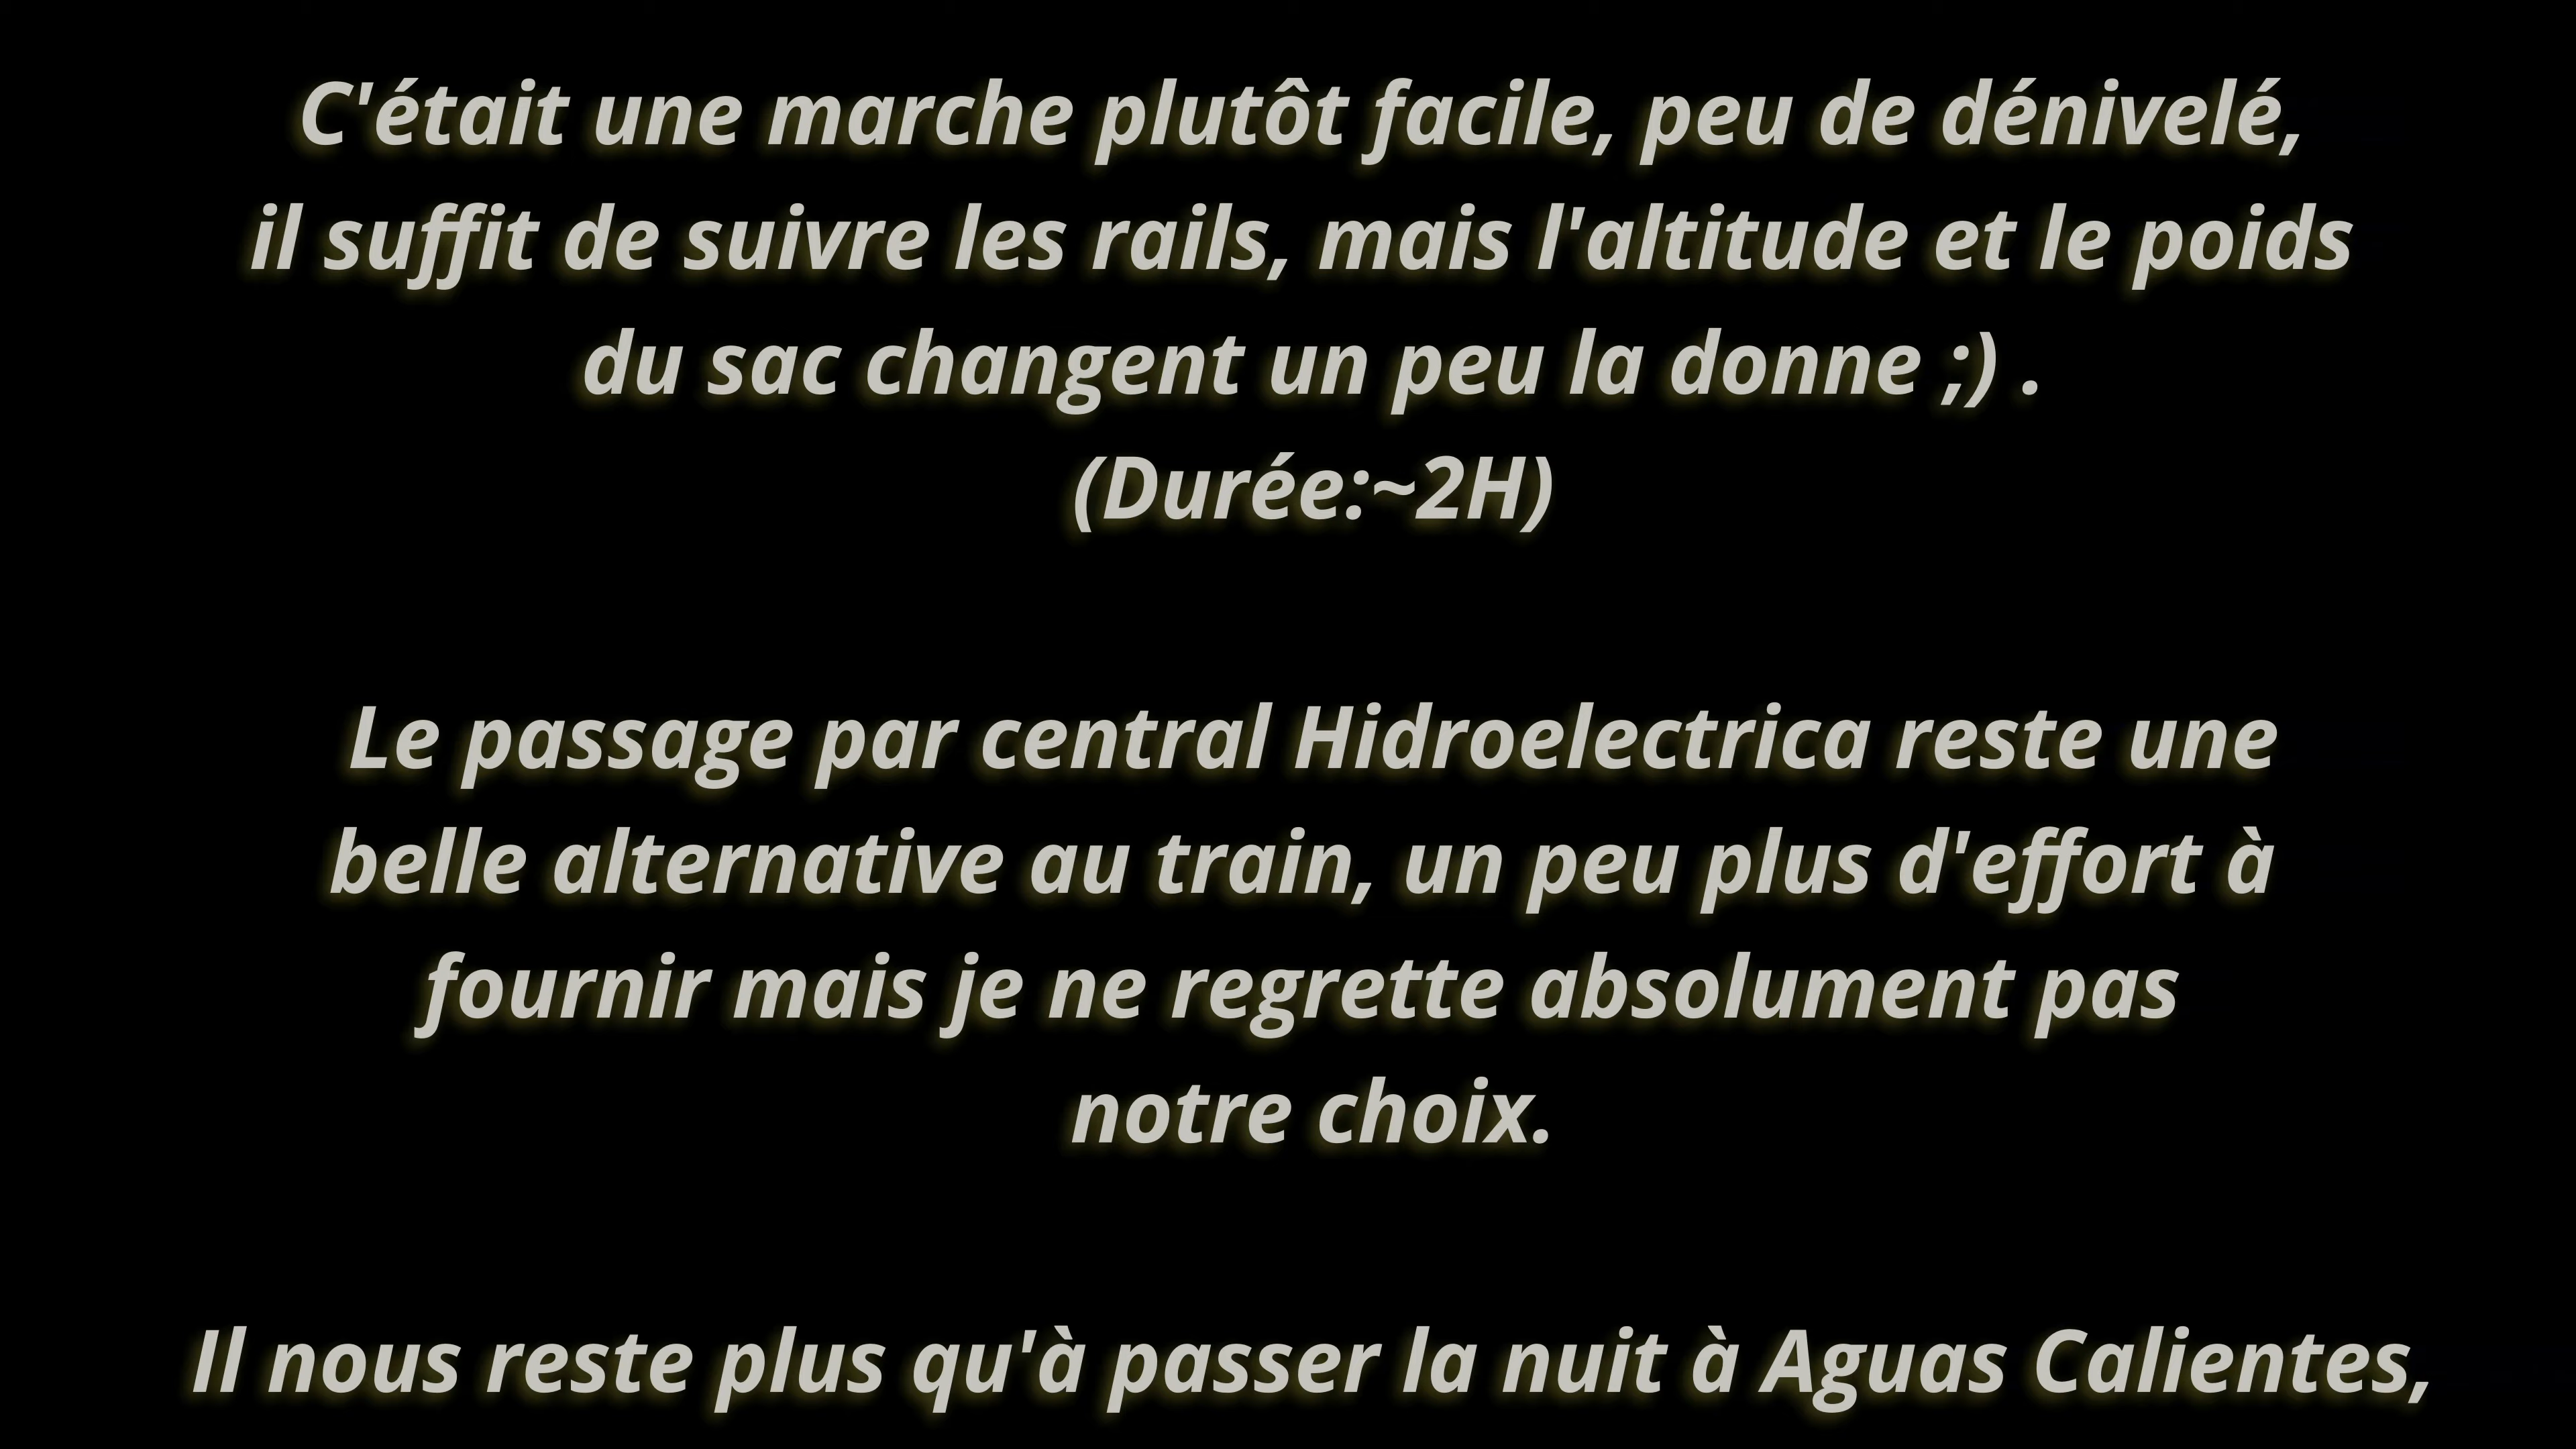 C'était une marche plutôt facile, peu de dénivelé,
il suffit de suivre les rails, mais l'altitude et le poids
du sac changent un peu la donne ;) .
(Durée:~2H)
Le passage par central Hidroelectrica reste une
belle alternative au train, un peu plus d'effort à
fournir mais je ne regrette absolument pas
notre choix.
Il nous reste plus qu'à passer la nuit à Aguas Calientes,